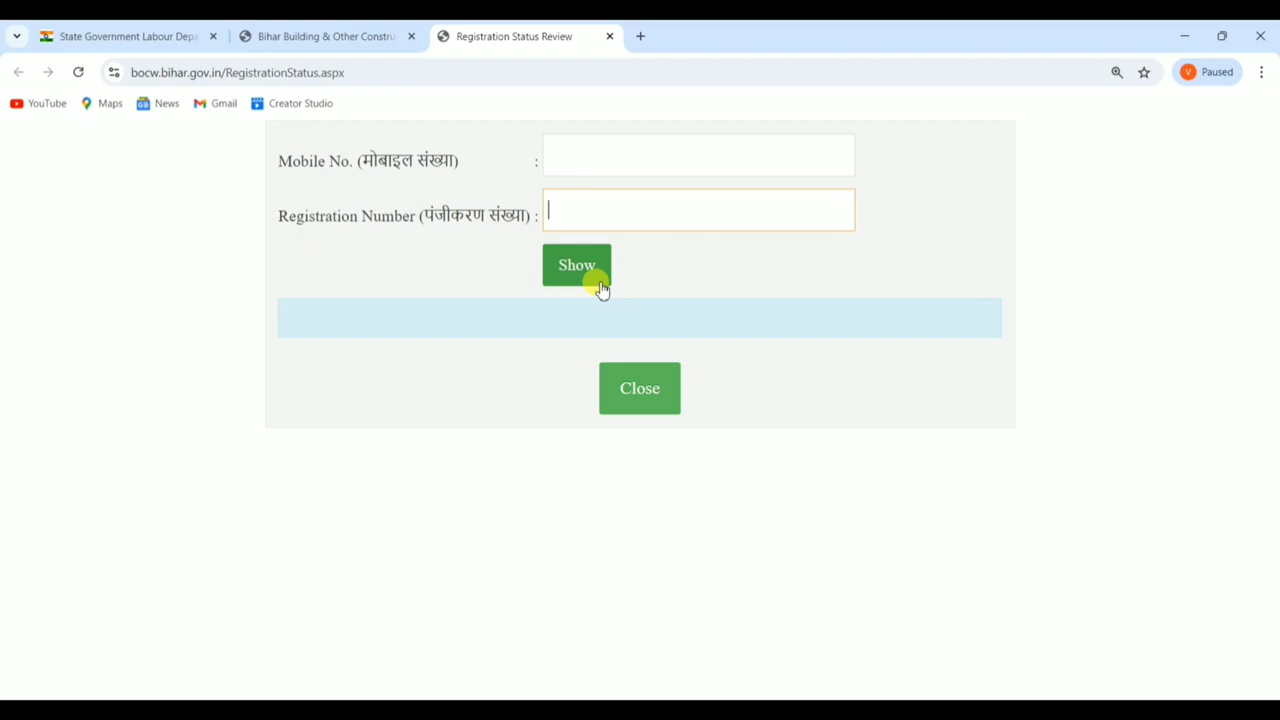 State Government Labour Depa
Bihar Building & Other Constru
Registration Status Review
bocw.bihar.gov.in/RegistrationStatus.aspx
V Paused
YouTube Maps News Gmail Creator Studio
Mobile No. (मोबाइल संख्या) :
Registration Number (पंजीकरण संख्या) :
Show
Close